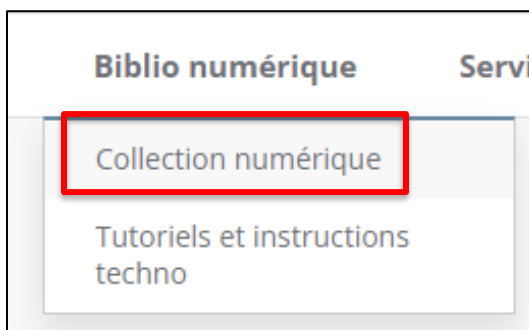 Biblio numérique Servi
Collection numérique
Tutoriels et instructions
techno